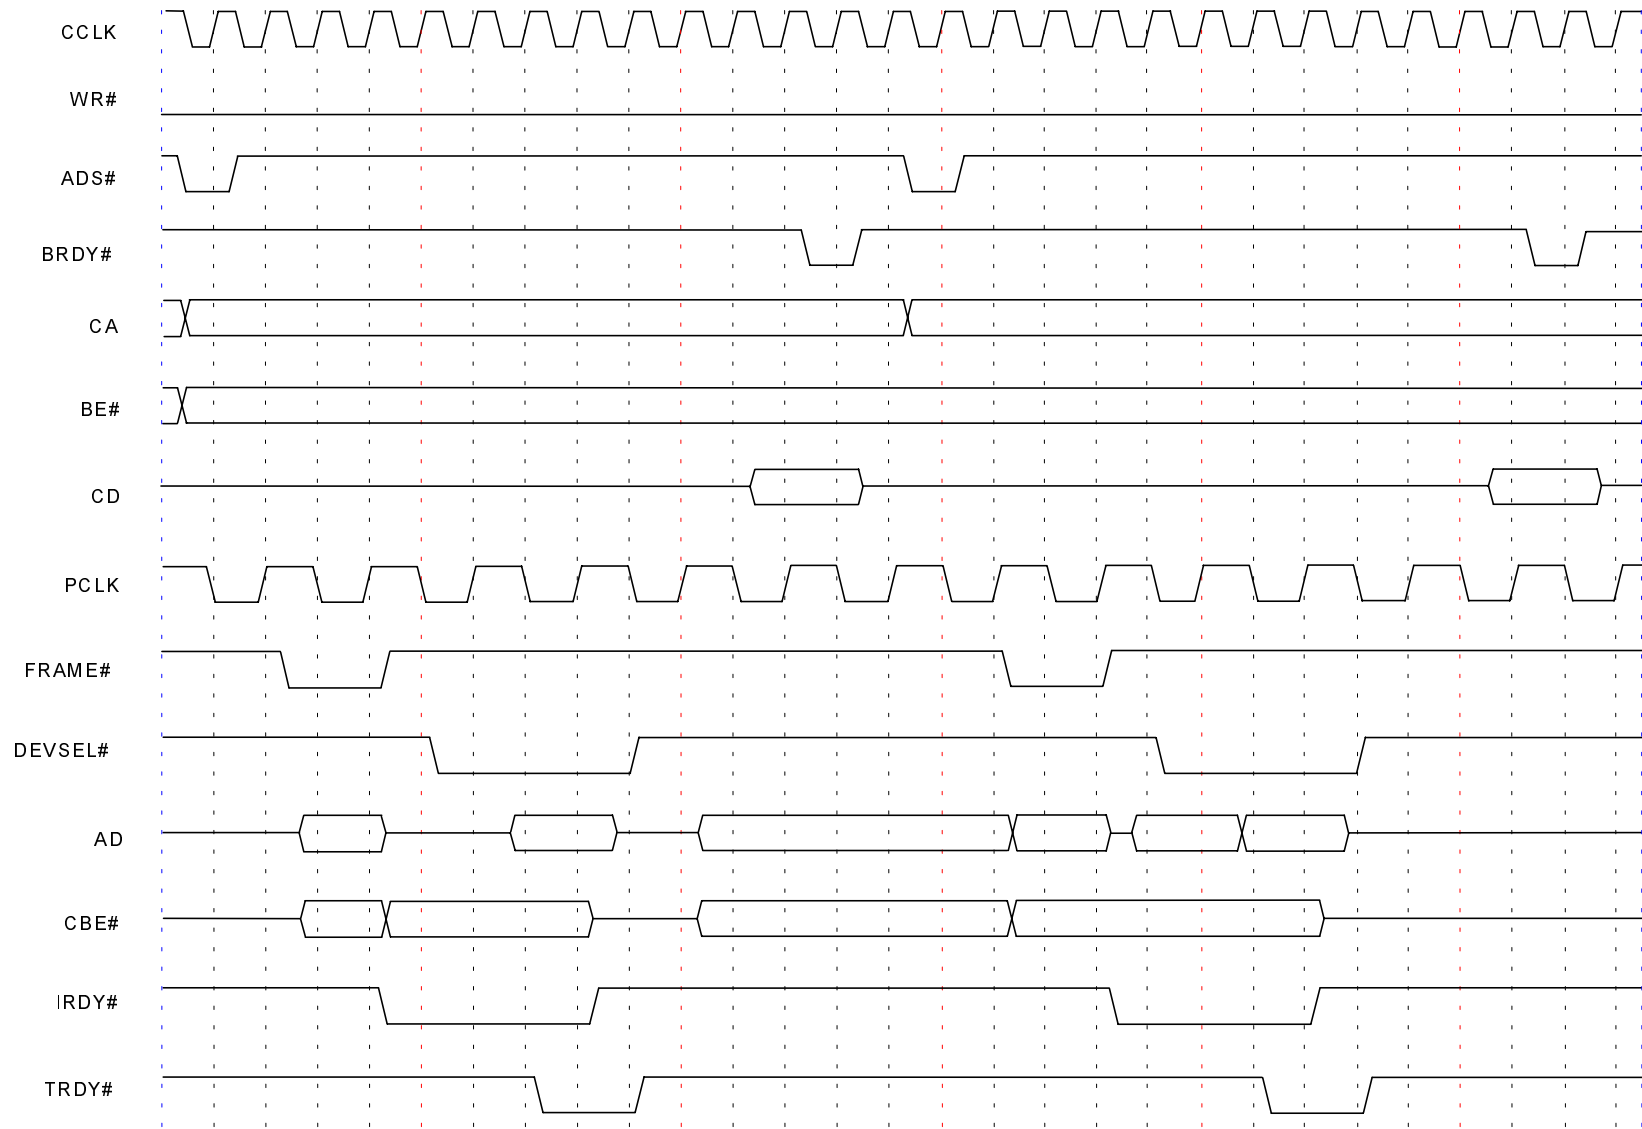 CCLK
WR#
ADS#
BRDY#
CA
BE#
CD
PCLK
FRAME#
DEVSEL#
AD
CBE#
IRDY#
TRDY#